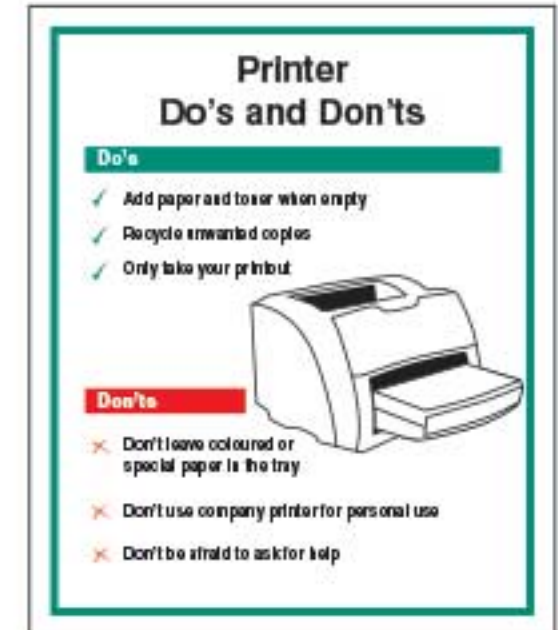 Printer
Do's and Don'ts
Do's
Add paper and toner when empty
Recycle unwanted copies
Only take your printout
Don'ts
Don't leave coloured or
special paper in the tray
Don't use company printer for personal use
Don't be afraid to ask for help